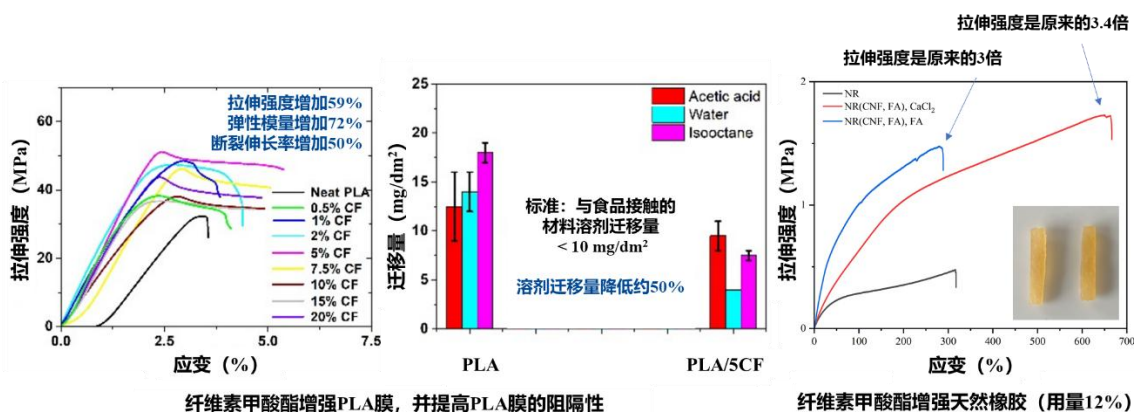 拉伸强度增加59%
弹性模量增加72%
断裂伸长率增加50%
拉伸强度（MPa）
60
40
20
0
0.0
2.5
5.0
7.5
应变（%）
Neat PLA
0.5% CF
1% CF
2% CF
5% CF
7.5% CF
10% CF
15% CF
20% CF
迁移量（mg/dm²）
25
20
15
10
5
0
Acetic acid
Water
Isooctane
标准：与食品接触的
材料溶剂迁移量
< 10 mg/dm²
溶剂迁移量降低约50%
PLA
PLA/5CF
纤维素甲酸酯增强PLA膜，并提高PLA膜的阻隔性
拉伸强度是原来的3.4倍
拉伸强度是原来的3倍
NR
NR(CNF, FA), CaCl₂
NR(CNF, FA), FA
拉伸强度（MPa）
2
1
0
0
100
200
300
400
500
600
700
应变（%）
纤维素甲酸酯增强天然橡胶（用量12%）